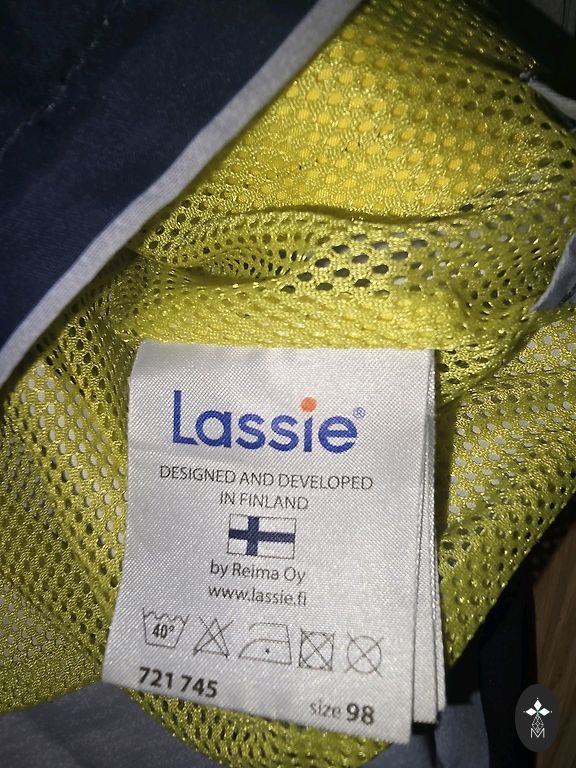 Lassie®
DESIGNED AND DEVELOPED
IN FINLAND
by Reima Oy
www.lassie.fi
40°
721 745
size 98
M